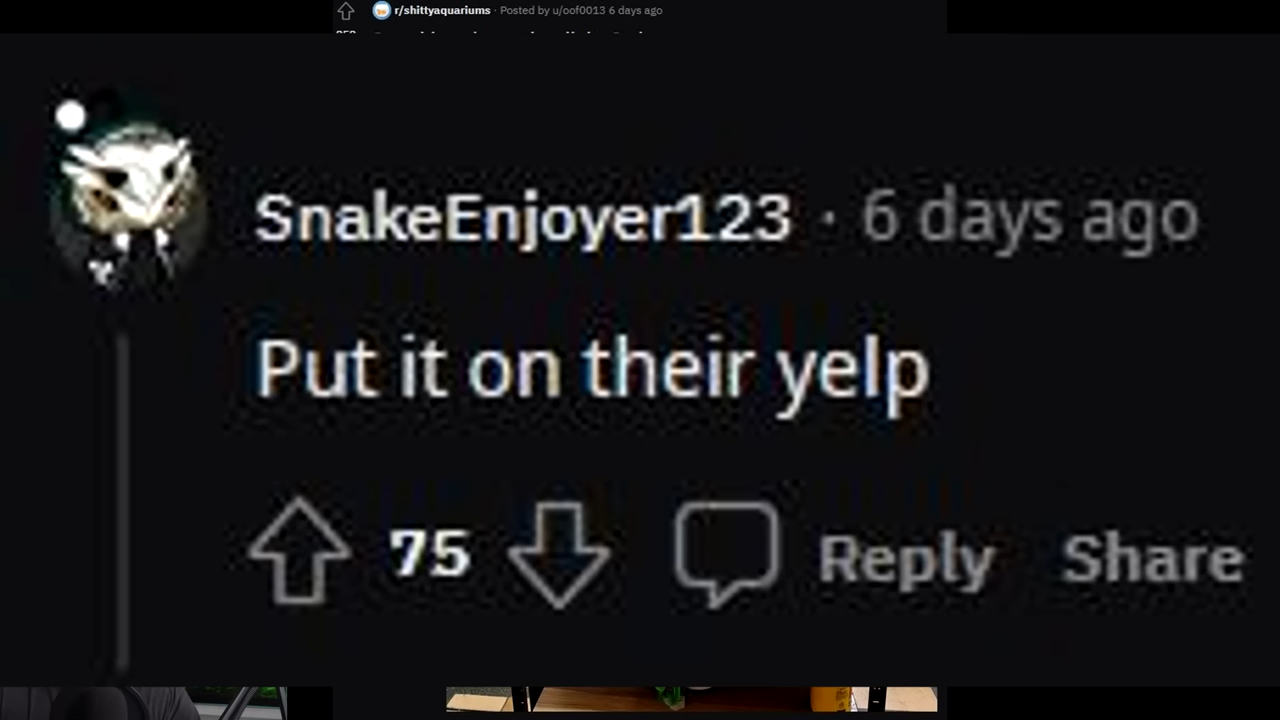 r/shittyaquariums · Posted by u/oof0013 6 days ago
SnakeEnjoyer123 · 6 days ago
Put it on their yelp
75 Reply Share